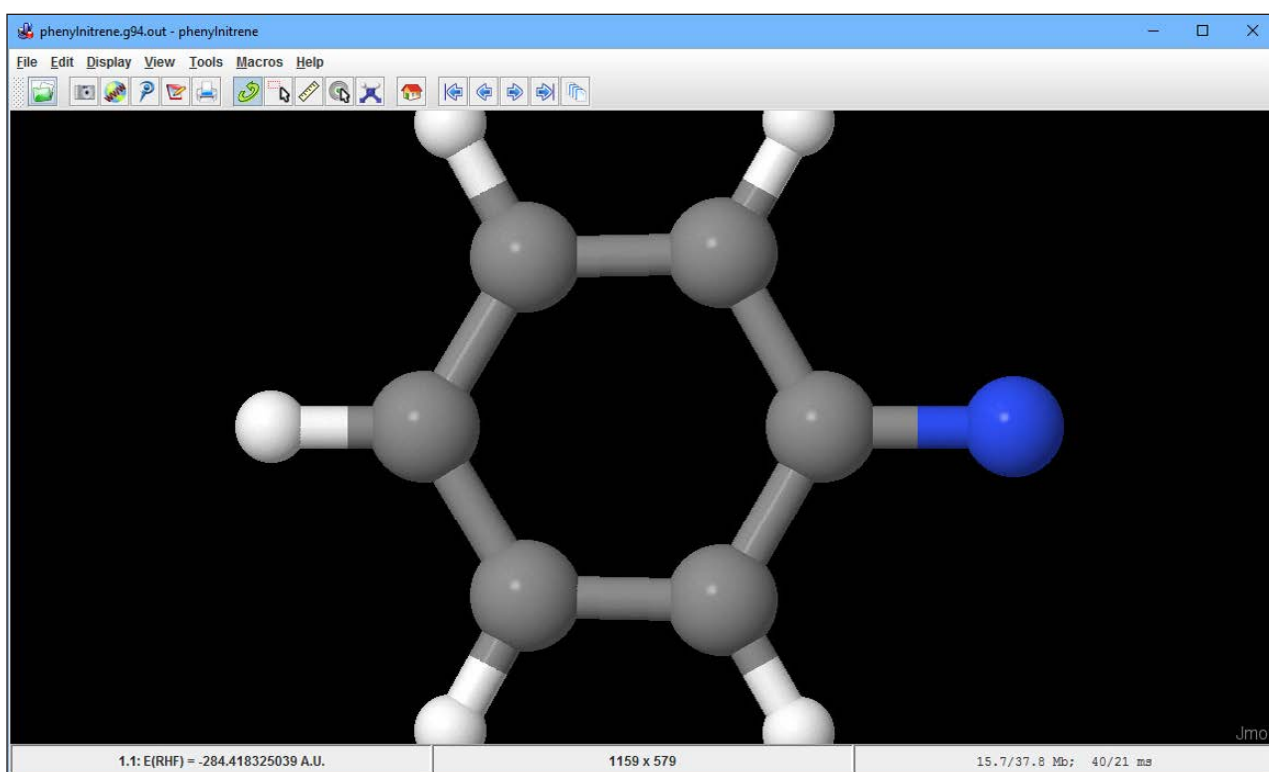 phenylnitrene.g94.out - phenylnitrene
File Edit Display View Tools Macros Help
Jmo
1.1: E(RHF) = -284.418325039 A.U. 1159 x 579 15.7/37.8 Mb; 40/21 ms